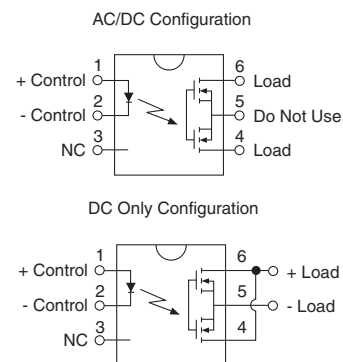 AC/DC Configuration
1
+ Control
6
Load
2
- Control
5
Do Not Use
3
NC
4
Load
DC Only Configuration
1
+ Control
6
+ Load
2
- Control
5
- Load
3
NC
4